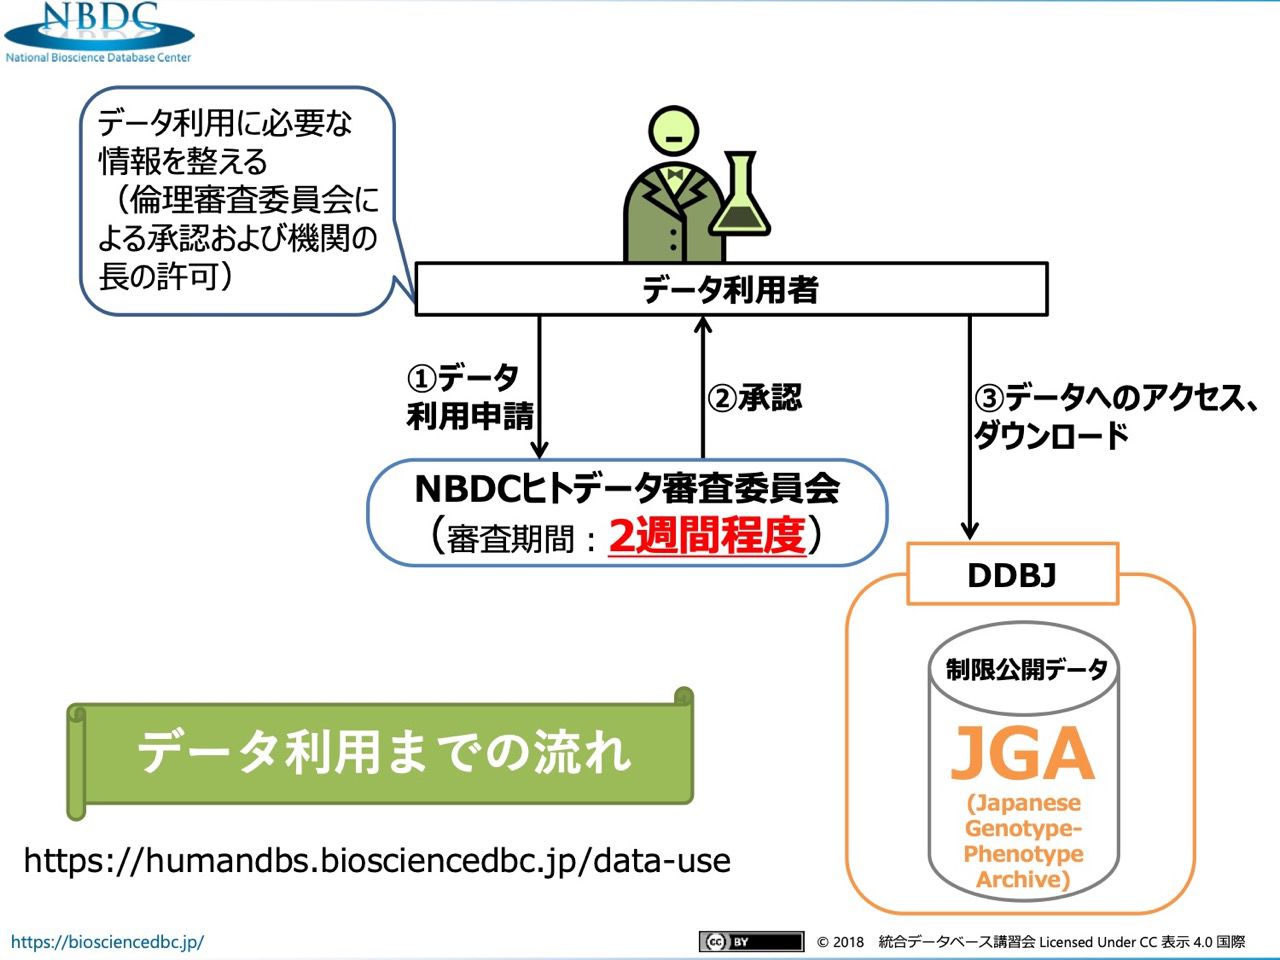 NBDC
National Bioscience Database Center
データ利用に必要な
情報を整える
（倫理審査委員会に
よる承認および機関の
長の許可）
データ利用者
①データ
利用申請
②承認
③データへのアクセス、
ダウンロード
NBDCヒトデータ審査委員会
（審査期間：2週間程度）
DDBJ
制限公開データ
JGA
(Japanese
Genotype-
Phenotype
Archive)
データ利用までの流れ
https://humandbs.biosciencedbc.jp/data-use
https://biosciencedbc.jp/
cc BY
© 2018 統合データベース講習会 Licensed Under CC 表示 4.0 国際